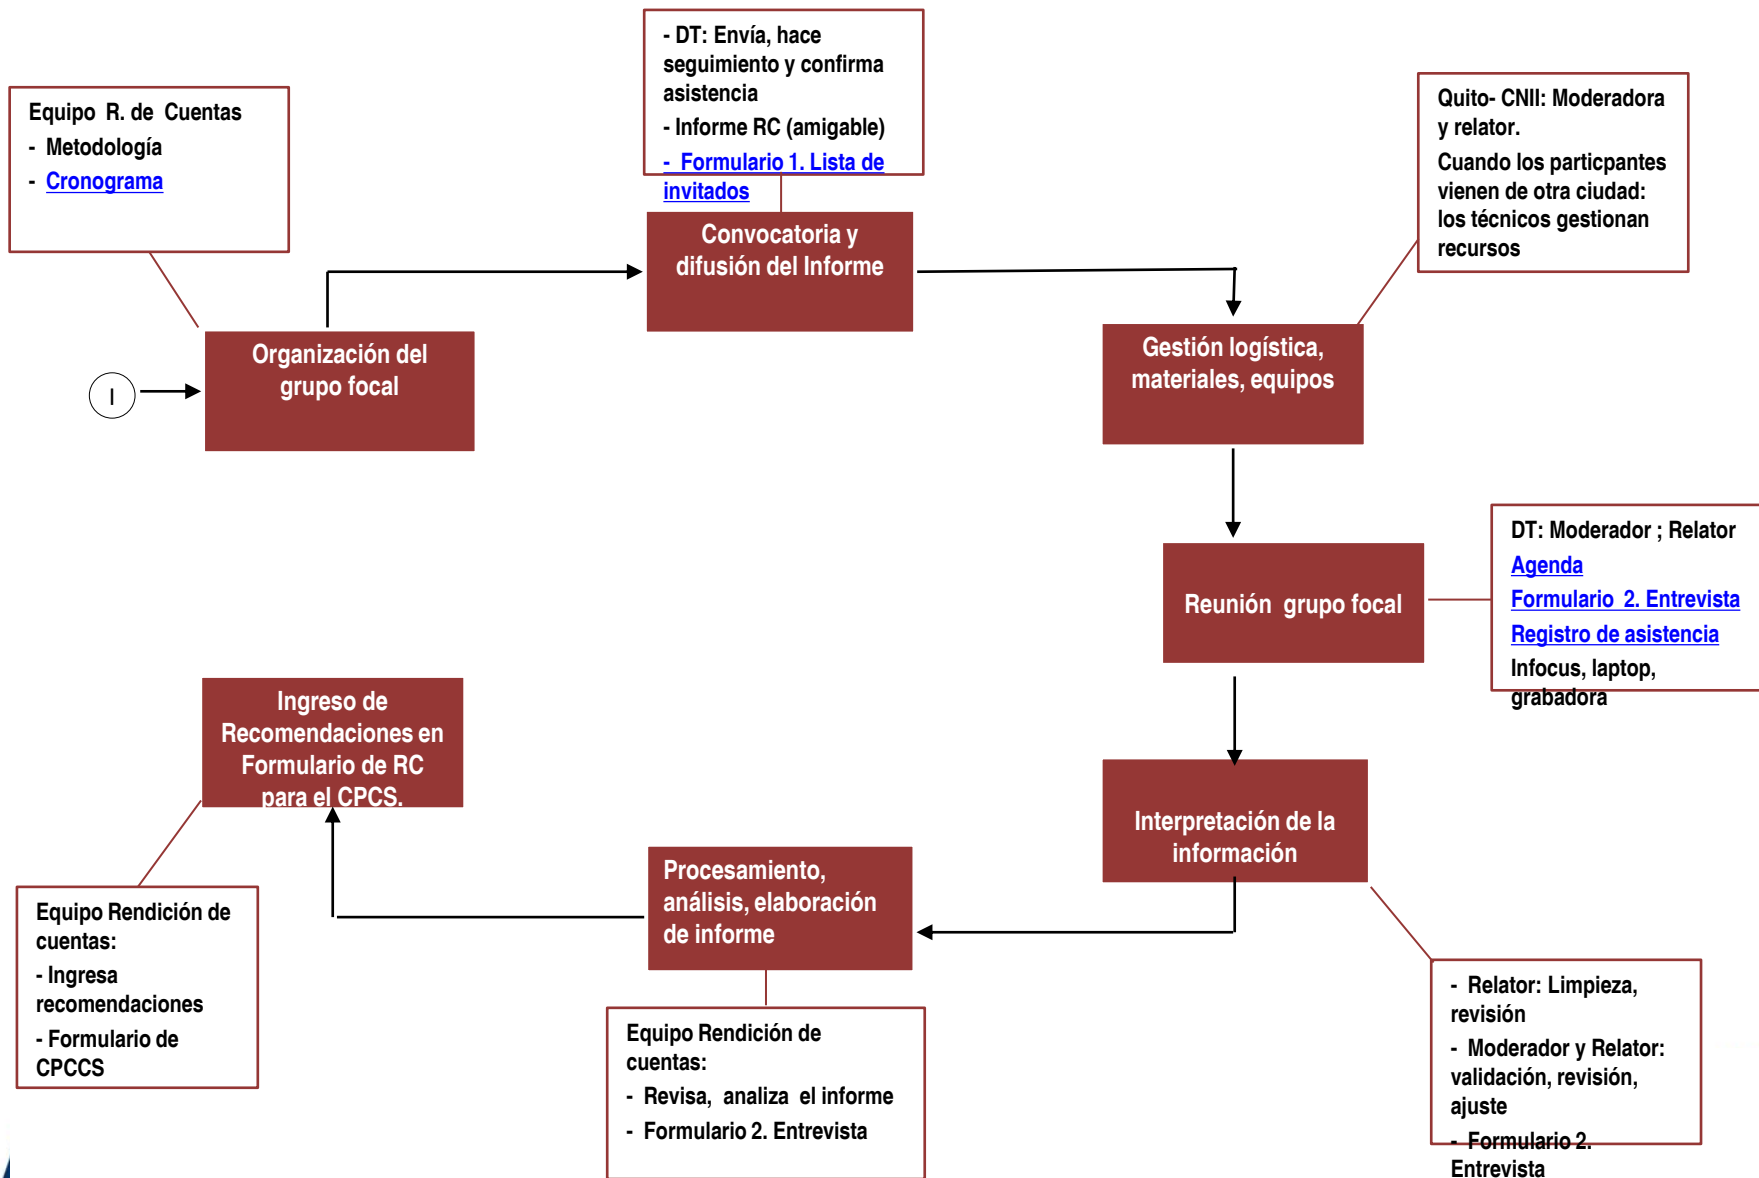 - DT: Envía, hace
seguimiento y confirma
asistencia
- Informe RC (amigable)
- Formulario 1. Lista de
invitados
Equipo R. de Cuentas
- Metodología
- Cronograma
Quito- CNII: Moderadora
y relator.
Cuando los particpantes
vienen de otra ciudad:
los técnicos gestionan
recursos
Convocatoria y
difusión del Informe
I
Organización del
grupo focal
Gestión logística,
materiales, equipos
Reunión grupo focal
DT: Moderador ; Relator
Agenda
Formulario 2. Entrevista
Registro de asistencia
Infocus, laptop,
grabadora
Ingreso de
Recomendaciones en
Formulario de RC
para el CPCS.
Interpretación de la
información
Procesamiento,
análisis, elaboración
de informe
Equipo Rendición de
cuentas:
- Ingresa
recomendaciones
- Formulario de
CPCCS
Equipo Rendición de
cuentas:
- Revisa, analiza el informe
- Formulario 2. Entrevista
- Relator: Limpieza,
revisión
- Moderador y Relator:
validación, revisión,
ajuste
- Formulario 2.
Entrevista